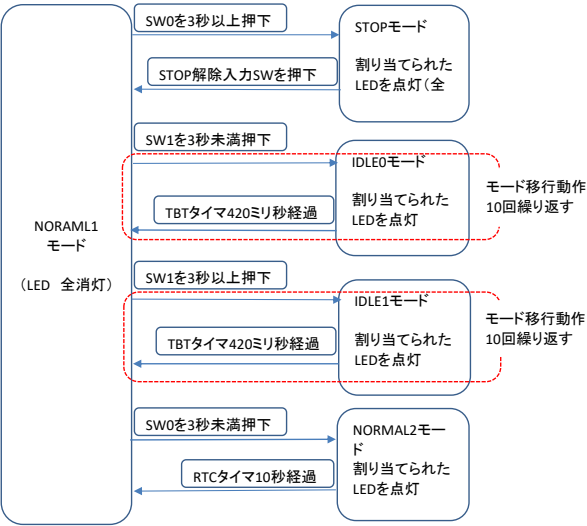 SW0を3秒以上押下
STOPモード
割り当てられた
LEDを点灯(全
STOP解除入力SWを押下
SW1を3秒未満押下
IDLE0モード
割り当てられた
LEDを点灯
TBTタイマ420ミリ秒経過
モード移行動作
10回繰り返す
NORAML1
モード
(LED 全消灯)
SW1を3秒以上押下
IDLE1モード
割り当てられた
LEDを点灯
TBTタイマ420ミリ秒経過
モード移行動作
10回繰り返す
SW0を3秒未満押下
NORMAL2モー
ド
割り当てられた
LEDを点灯
RTCタイマ10秒経過